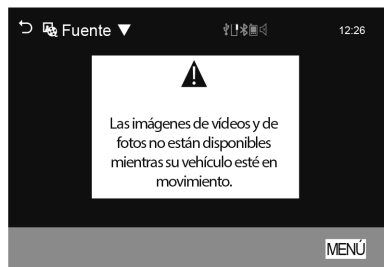 Fuente ▼ 12:26
Las imágenes de vídeos y de
fotos no están disponibles
mientras su vehículo esté en
movimiento.
MENÚ